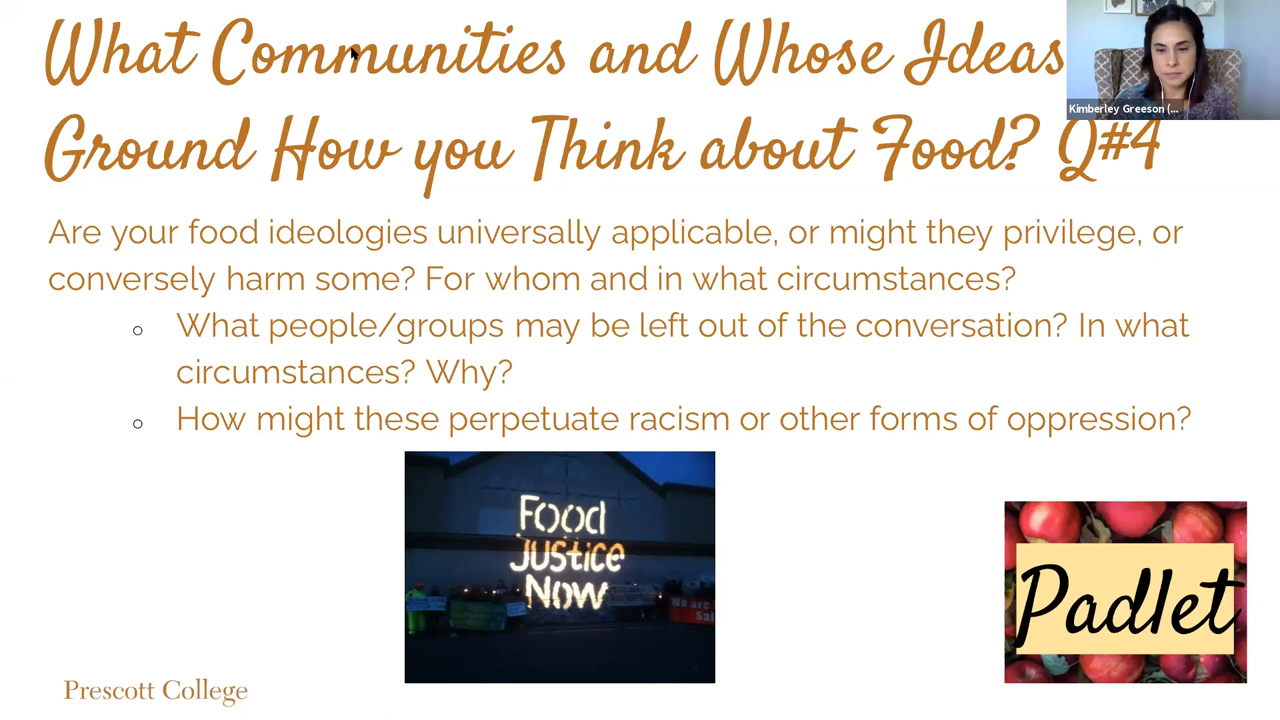 What Communities and Whose Ideas
Ground How you Think about Food? Q#4
Kimberley Greeson (...
Are your food ideologies universally applicable, or might they privilege, or
conversely harm some? For whom and in what circumstances?
What people/groups may be left out of the conversation? In what
circumstances? Why?
How might these perpetuate racism or other forms of oppression?
Food
Justice
Now
We are
Padlet
Prescott College